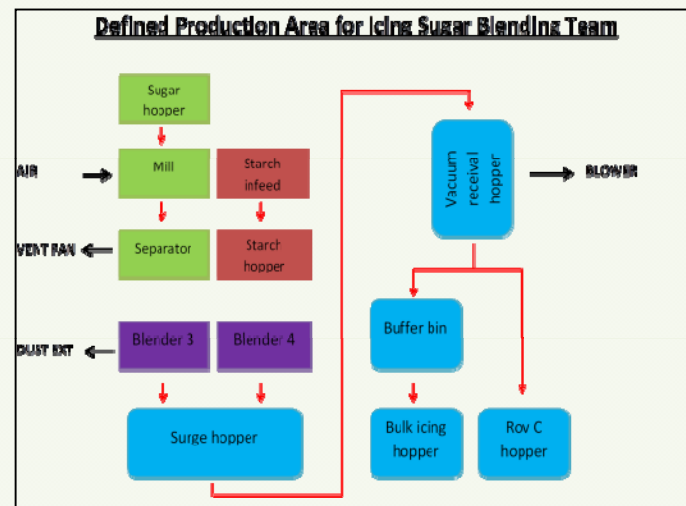 Defined Production Area for Icing Sugar Blending Team
Sugar
hopper
AIR
Mill
Starch
infeed
Vacuum
receival
hopper
BLOWER
VENT FAN
Separator
Starch
hopper
Buffer bin
DUST EXT
Blender 3
Blender 4
Surge hopper
Bulk icing
hopper
Rov C
hopper